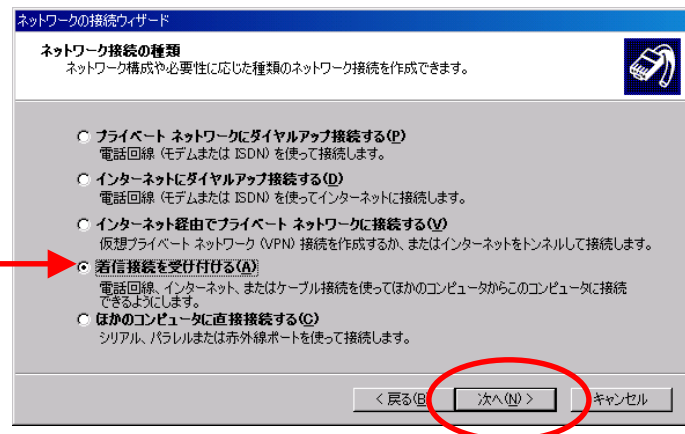 ネットワークの接続ウィザード
ネットワーク接続の種類
ネットワーク構成や必要性に応じた種類のネットワーク接続を作成できます。
プライベート ネットワークにダイヤルアップ接続する(P)
電話回線 (モデムまたは ISDN) を使って接続します。
インターネットにダイヤルアップ接続する(D)
電話回線 (モデムまたは ISDN) を使ってインターネットに接続します。
インターネット経由でプライベート ネットワークに接続する(V)
仮想プライベート ネットワーク (VPN) 接続を作成するか、またはインターネットをトンネルして接続します。
着信接続を受け付ける(A)
電話回線、インターネット、またはケーブル接続を使ってほかのコンピュータからこのコンピュータに接続
できるようにします。
ほかのコンピュータに直接接続する(C)
シリアル、パラレルまたは赤外線ポートを使って接続します。
< 戻る(B 次へ(N) > キャンセル